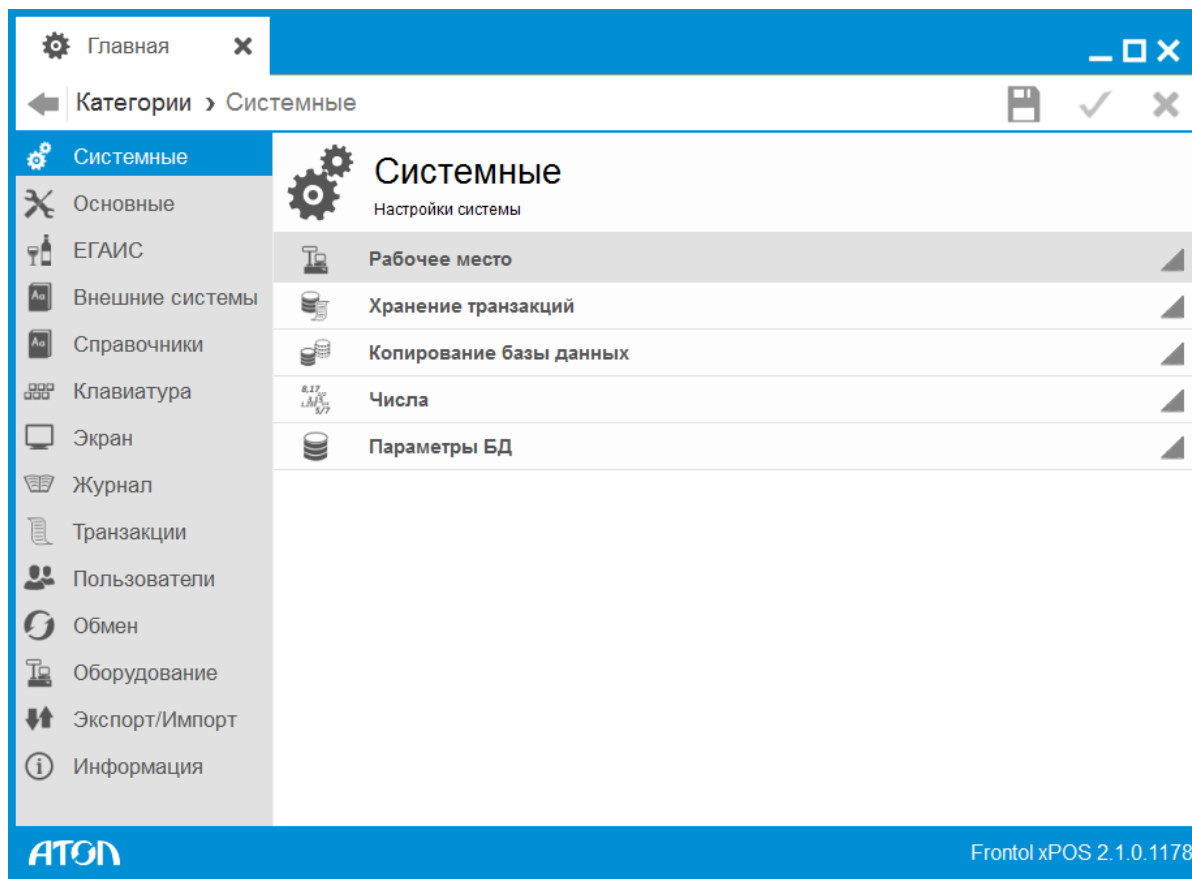 Главная
Категории › Системные
Системные
Основные
ЕГАИС
Внешние системы
Справочники
Клавиатура
Экран
Журнал
Транзакции
Пользователи
Обмен
Оборудование
Экспорт/Импорт
Информация
Системные
Настройки системы
Рабочее место
Хранение транзакций
Копирование базы данных
Числа
Параметры БД
АТОЛ
Frontol xPOS 2.1.0.1178